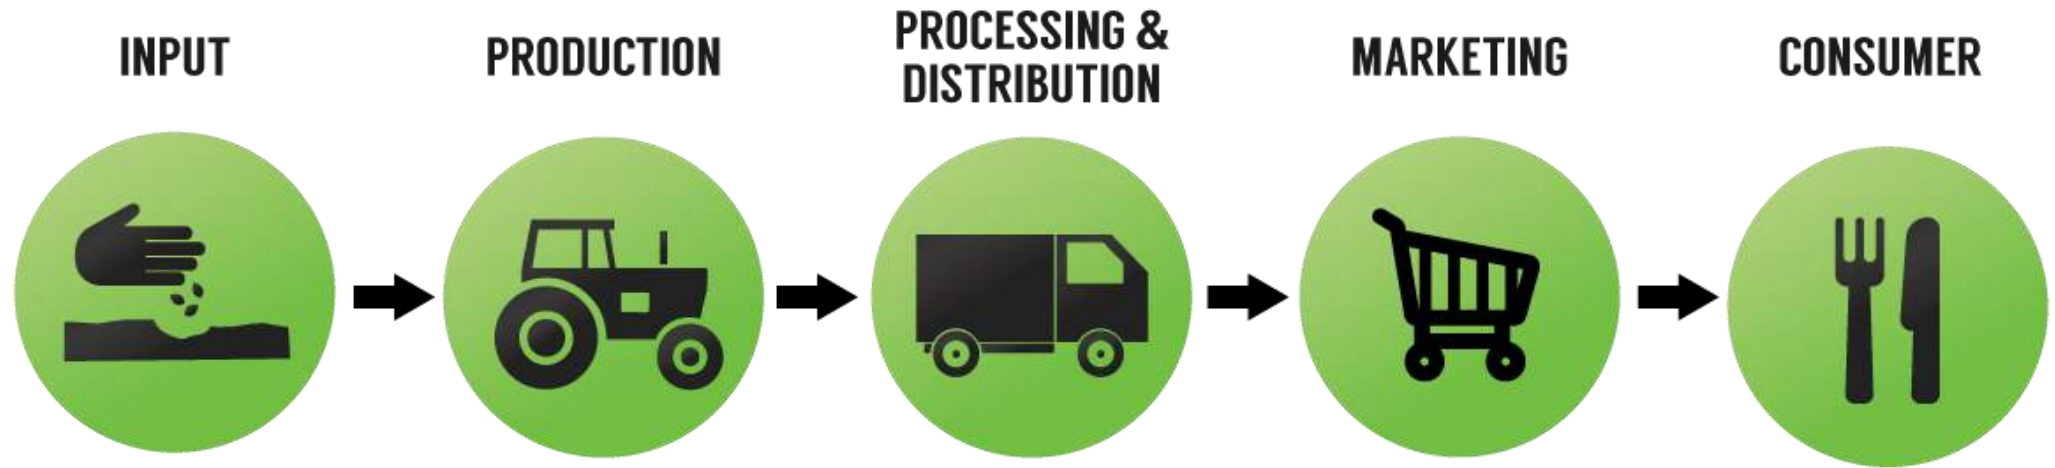 INPUT
PRODUCTION
PROCESSING &
DISTRIBUTION
MARKETING
CONSUMER